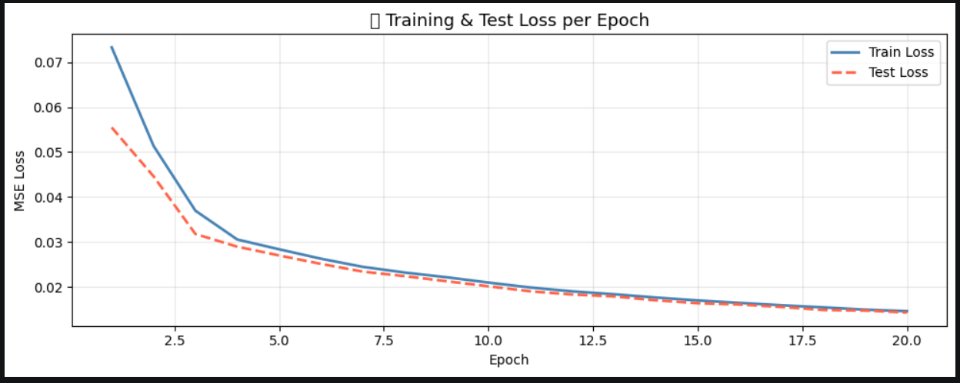 Training & Test Loss per Epoch
Train Loss
Test Loss
0.07
0.06
0.05
0.04
0.03
0.02
MSE Loss
2.5
5.0
7.5
10.0
12.5
15.0
17.5
20.0
Epoch